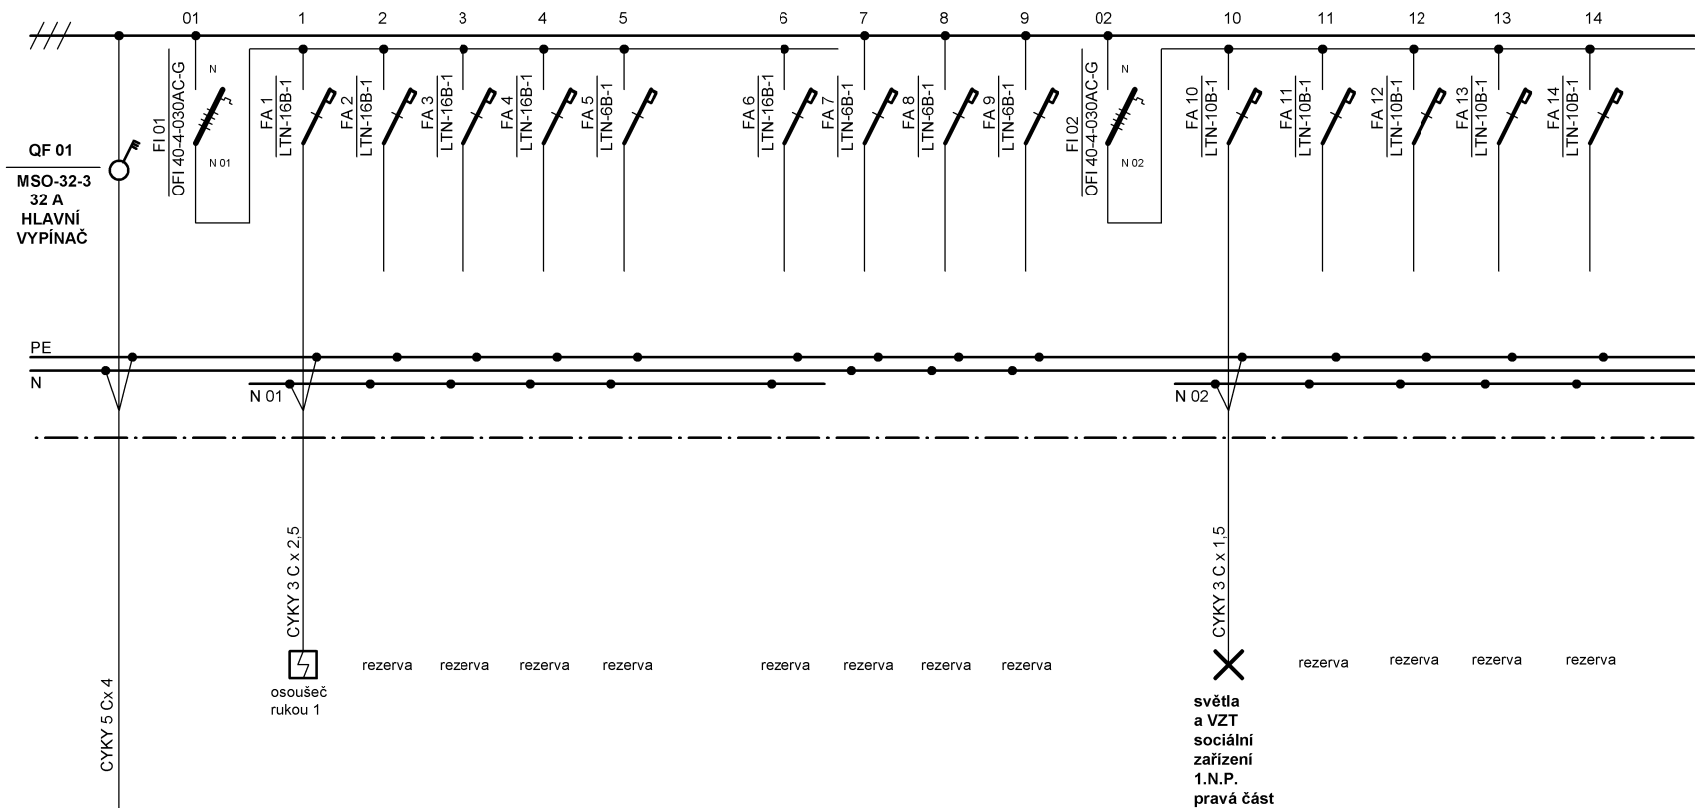 01 1 2 3 4 5 6 7 8 9 02 10 11 12 13 14
QF 01
MSO-32-3
32 A
HLAVNÍ
VYPÍNAČ
FI 01
OFI 40-4-030AC-G
N
N 01
FA 1
LTN-16B-1
FA 2
LTN-16B-1
FA 3
LTN-16B-1
FA 4
LTN-16B-1
FA 5
LTN-6B-1
FA 6
LTN-16B-1
FA 7
LTN-6B-1
FA 8
LTN-6B-1
FA 9
LTN-6B-1
FI 02
OFI 40-4-030AC-G
N
N 02
FA 10
LTN-10B-1
FA 11
LTN-10B-1
FA 12
LTN-10B-1
FA 13
LTN-10B-1
FA 14
LTN-10B-1
PE
N
N 01
N 02
CYKY 5 Cx 4
CYKY 3 C x 2,5
CYKY 3 C x 1,5
osoušeč
rukou 1
rezerva rezerva rezerva rezerva rezerva rezerva rezerva rezerva
světla
a VZT
sociální
zařízení
1.N.P.
pravá část
rezerva rezerva rezerva rezerva